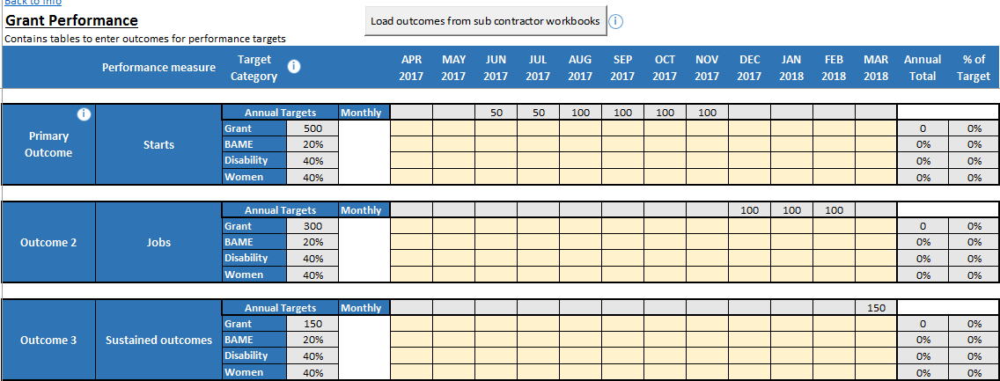 Back to Info
Grant Performance
Load outcomes from sub contractor workbooks i
Contains tables to enter outcomes for performance targets
Performance measure Target Category i APR 2017 MAY 2017 JUN 2017 JUL 2017 AUG 2017 SEP 2017 OCT 2017 NOV 2017 DEC 2017 JAN 2018 FEB 2018 MAR 2018 Annual Total % of Target
Primary Outcome i Starts
Annual Targets Monthly 50 50 100 100 100 100
Grant 500 0 0%
BAME 20% 0% 0%
Disability 40% 0% 0%
Women 40% 0% 0%
Outcome 2 Jobs
Annual Targets Monthly 100 100 100
Grant 300 0 0%
BAME 20% 0% 0%
Disability 40% 0% 0%
Women 40% 0% 0%
Outcome 3 Sustained outcomes
Annual Targets Monthly 150
Grant 150 0 0%
BAME 20% 0% 0%
Disability 40% 0% 0%
Women 40% 0% 0%